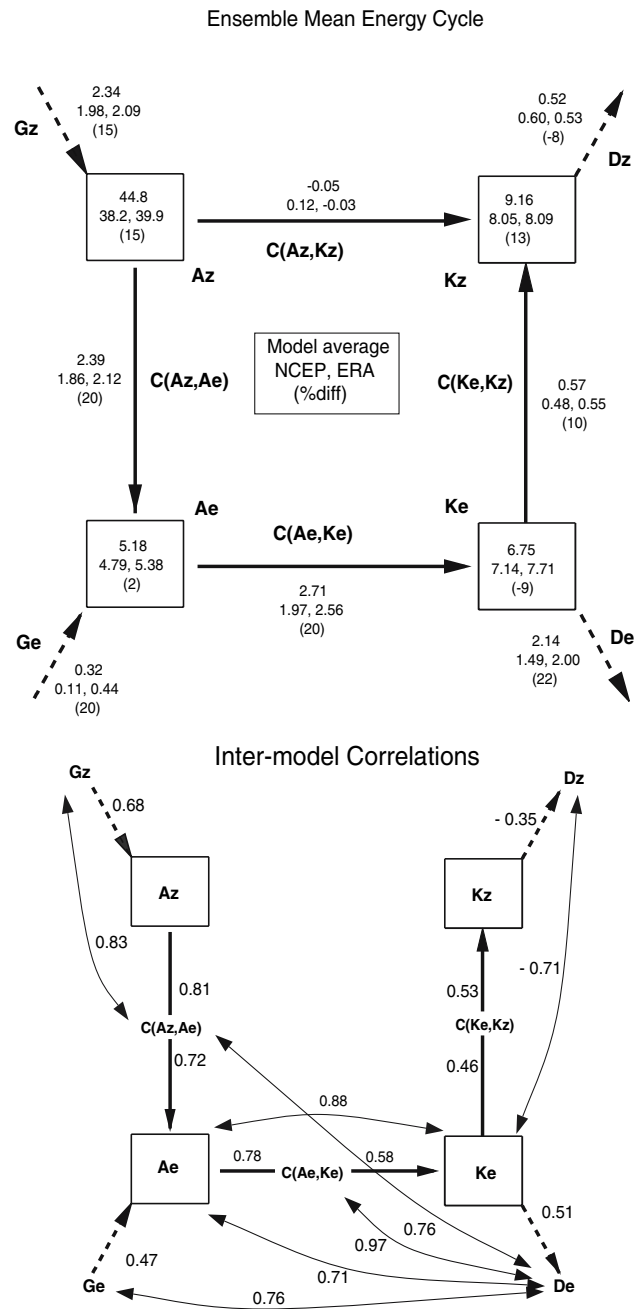 Ensemble Mean Energy Cycle
2.34
1.98, 2.09
(15)
Gz
0.52
0.60, 0.53
(-8)
Dz
44.8
38.2, 39.9
(15)
Az
-0.05
0.12, -0.03
C(Az,Kz)
9.16
8.05, 8.09
(13)
Kz
2.39
1.86, 2.12
(20)
C(Az,Ae)
Model average
NCEP, ERA
(%diff)
C(Ke,Kz)
0.57
0.48, 0.55
(10)
Ae
5.18
4.79, 5.38
(2)
C(Ae,Ke)
2.71
1.97, 2.56
(20)
Ke
6.75
7.14, 7.71
(-9)
Ge
0.32
0.11, 0.44
(20)
2.14
1.49, 2.00
(22)
De
Inter-model Correlations
Gz
0.68
Dz
- 0.35
Az
Kz
0.83
0.81
C(Az,Ae)
0.72
0.53
C(Ke,Kz)
0.46
- 0.71
0.88
Ae
0.78
C(Ae,Ke)
0.58
Ke
0.51
0.76
0.97
0.47
0.71
Ge
0.76
De